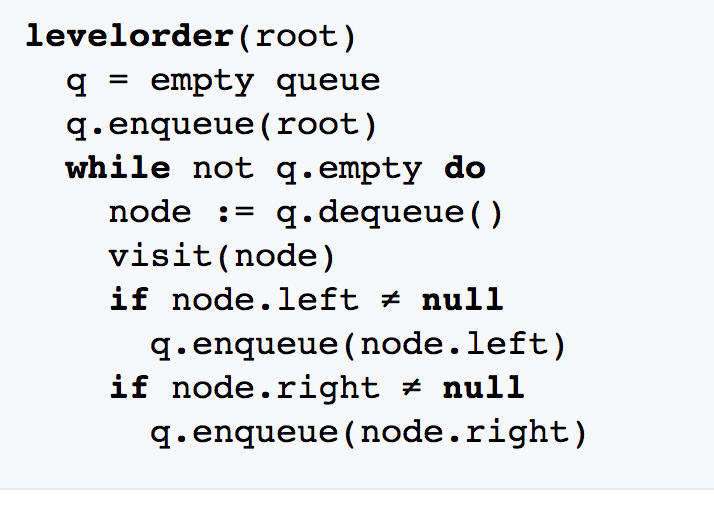 levelorder(root)
q = empty queue
q.enqueue(root)
while not q.empty do
node := q.dequeue()
visit(node)
if node.left ≠ null
q.enqueue(node.left)
if node.right ≠ null
q.enqueue(node.right)